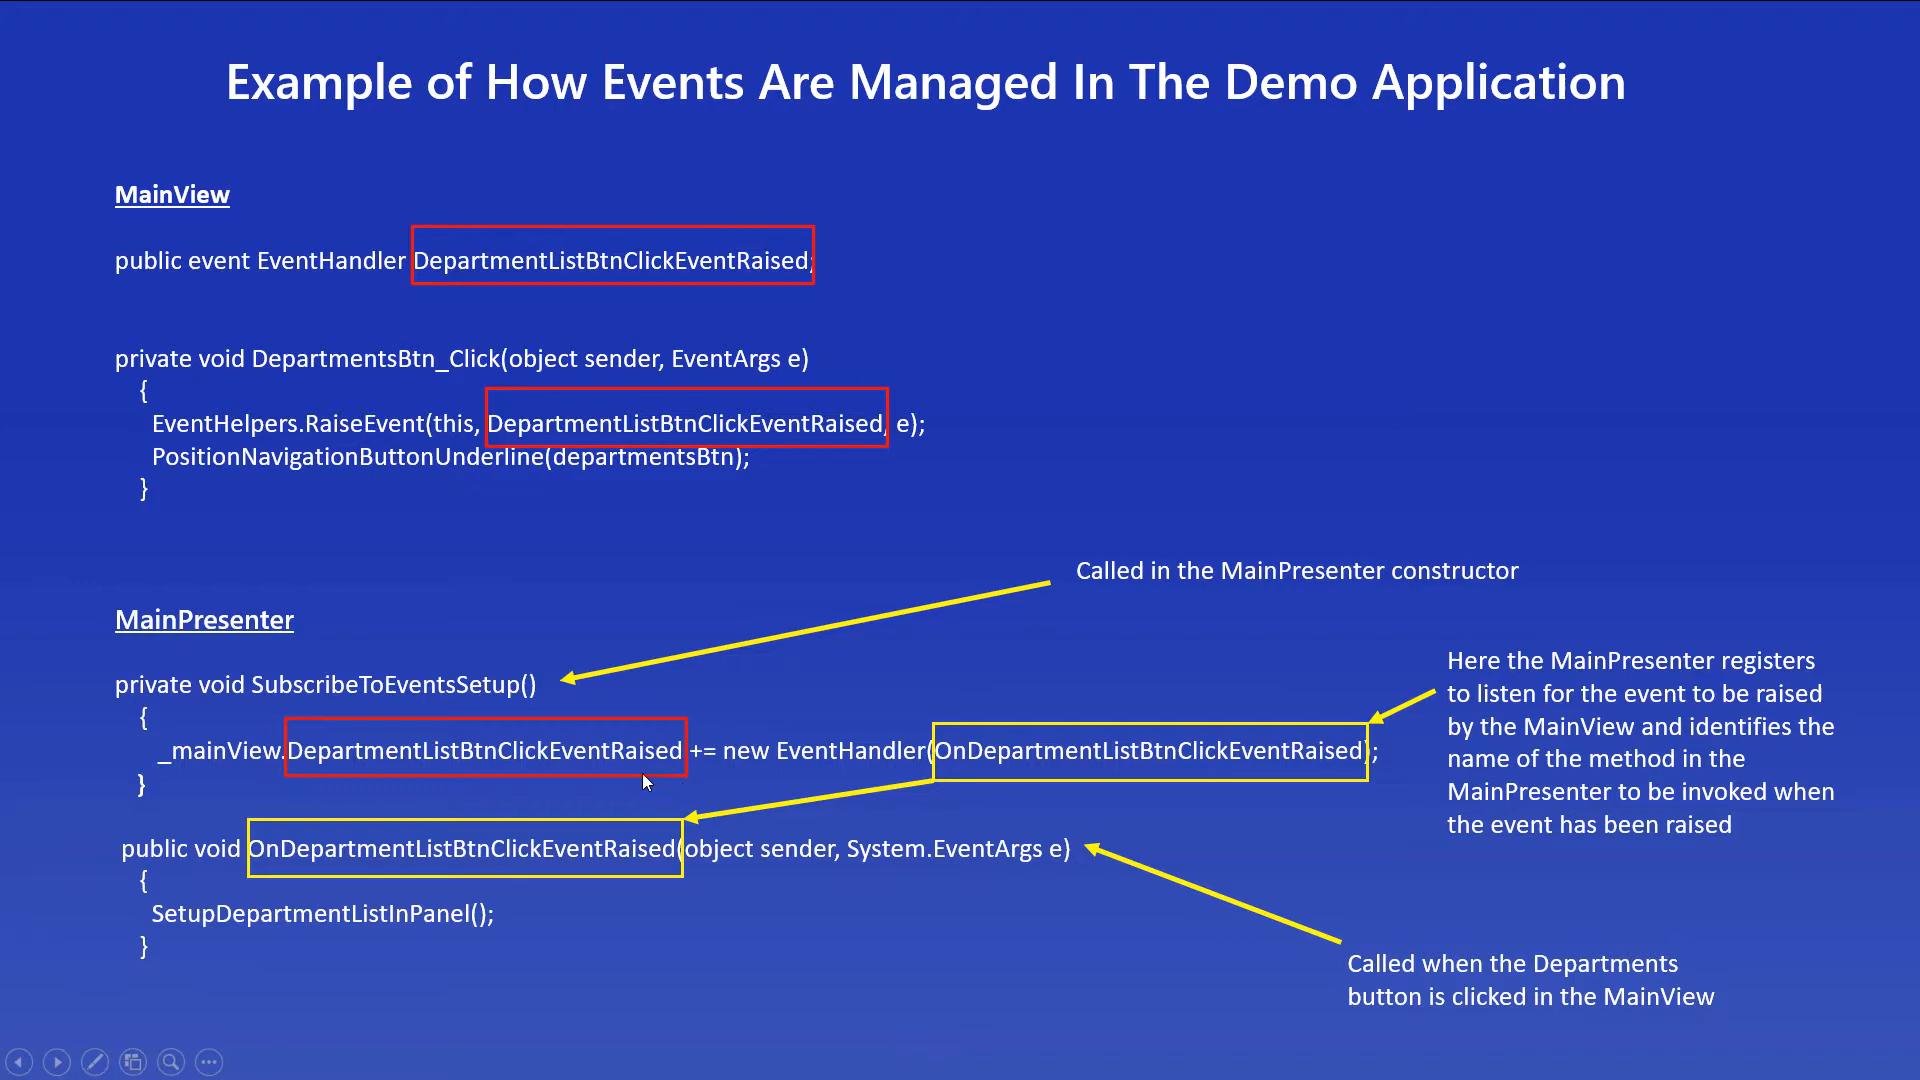 Example of How Events Are Managed In The Demo Application
MainView
public event EventHandler DepartmentListBtnClickEventRaised;
private void DepartmentsBtn_Click(object sender, EventArgs e)
{
EventHelpers.RaiseEvent(this, DepartmentListBtnClickEventRaised, e);
PositionNavigationButtonUnderline(departmentsBtn);
}
Called in the MainPresenter constructor
MainPresenter
private void SubscribeToEventsSetup()
{
_mainView.DepartmentListBtnClickEventRaised += new EventHandler(OnDepartmentListBtnClickEventRaised);
}
Here the MainPresenter registers
to listen for the event to be raised
by the MainView and identifies the
name of the method in the
MainPresenter to be invoked when
the event has been raised
public void OnDepartmentListBtnClickEventRaised(object sender, System.EventArgs e)
{
SetupDepartmentListInPanel();
}
Called when the Departments
button is clicked in the MainView